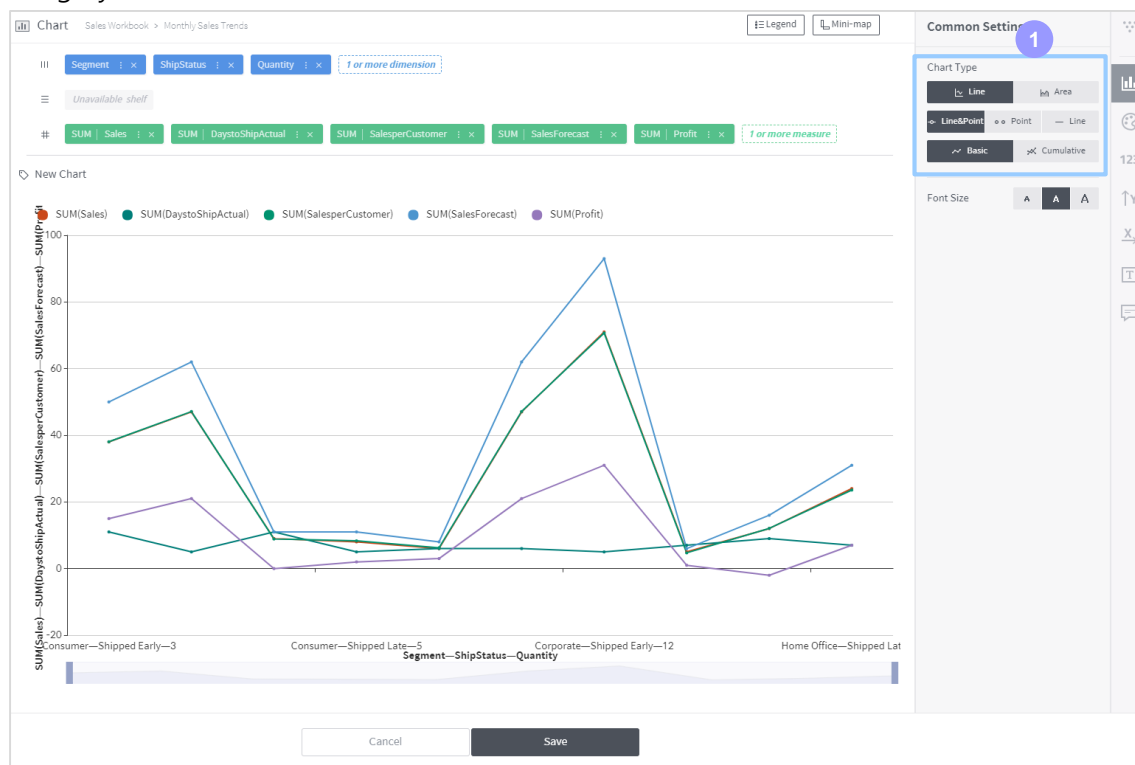 Chart Sales Workbook > Monthly Sales Trends
Legend Mini-map
Segment ShipStatus Quantity 1 or more dimension
Unavailable shelf
# SUM | Sales SUM | DaystoShipActual SUM | SalesperCustomer SUM | SalesForecast SUM | Profit 1 or more measure
New Chart
SUM(Sales) SUM(DaystoShipActual) SUM(SalesperCustomer) SUM(SalesForecast) SUM(Profit)
SUM(Sales)—SUM(DaystoShipActual)—SUM(SalesperCustomer)—SUM(SalesForecast)—SUM(Profit
100
80
60
40
20
0
-20
Consumer—Shipped Early—3 Consumer—Shipped Late—5 Corporate—Shipped Early—12 Home Office—Shipped Lat
Segment—ShipStatus—Quantity
Cancel Save
Common Settin
1
Chart Type
Line Area
Line&Point Point Line
Basic Cumulative
Font Size A A A
123
Y
X
T